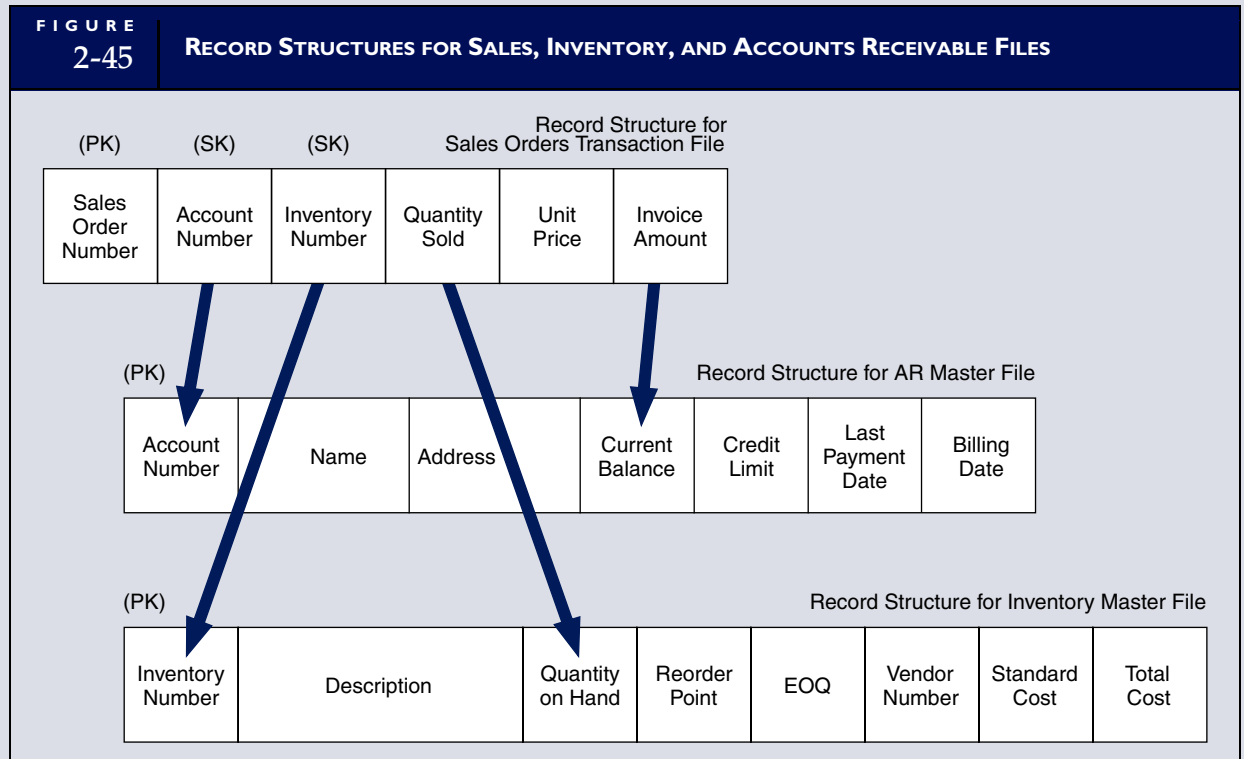 FIGURE
2-45
RECORD STRUCTURES FOR SALES, INVENTORY, AND ACCOUNTS RECEIVABLE FILES
Record Structure for
Sales Orders Transaction File
(PK)
(SK)
(SK)
Sales
Order
Number
Account
Number
Inventory
Number
Quantity
Sold
Unit
Price
Invoice
Amount
(PK)
Record Structure for AR Master File
Account
Number
Name
Address
Current
Balance
Credit
Limit
Last
Payment
Date
Billing
Date
(PK)
Record Structure for Inventory Master File
Inventory
Number
Description
Quantity
on Hand
Reorder
Point
EOQ
Vendor
Number
Standard
Cost
Total
Cost